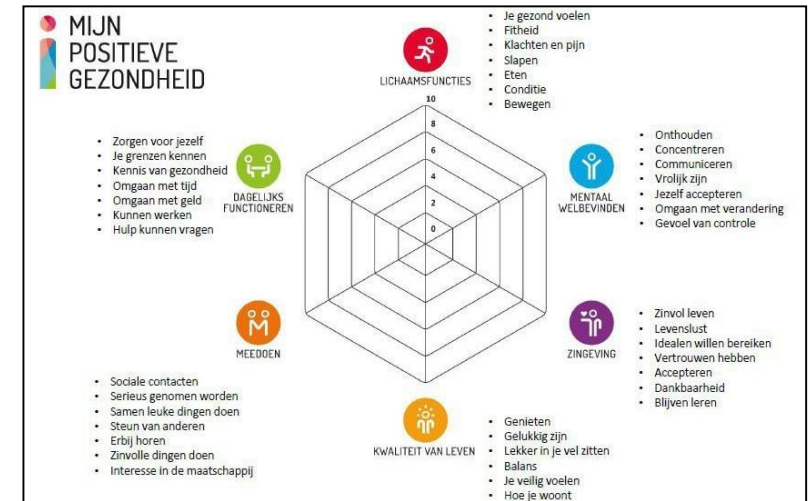 MIJN
POSITIEVE
GEZONDHEID
LICHAAMSFUNCTIES
• Je gezond voelen
• Fitheid
• Klachten en pijn
• Slapen
• Eten
• Conditie
• Bewegen
10
8
6
4
2
0
MENTAAL
WELBEVINDEN
• Onthouden
• Concentreren
• Communiceren
• Vrolijk zijn
• Jezelf accepteren
• Omgaan met verandering
• Gevoel van controle
ZINGEVING
• Zinvol leven
• Levenslust
• Idealen willen bereiken
• Vertrouwen hebben
• Accepteren
• Dankbaarheid
• Blijven leren
KWALITEIT VAN LEVEN
• Genieten
• Gelukkig zijn
• Lekker in je vel zitten
• Balans
• Je veilig voelen
• Hoe je woont
MEEDOEN
• Sociale contacten
• Serieus genomen worden
• Samen leuke dingen doen
• Steun van anderen
• Erbij horen
• Zinvolle dingen doen
• Interesse in de maatschappij
DAGELIJKS
FUNCTIONEREN
• Zorgen voor jezelf
• Je grenzen kennen
• Kennis van gezondheid
• Omgaan met tijd
• Omgaan met geld
• Kunnen werken
• Hulp kunnen vragen